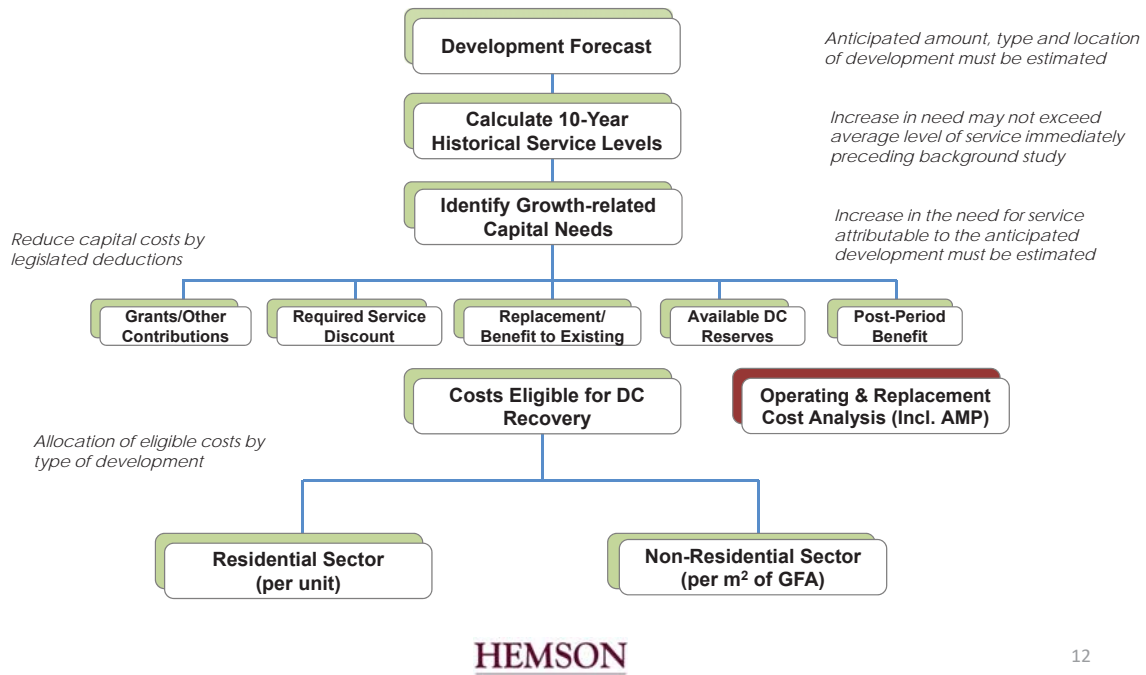 Development Forecast
Anticipated amount, type and location
of development must be estimated
Calculate 10-Year
Historical Service Levels
Increase in need may not exceed
average level of service immediately
preceding background study
Identify Growth-related
Capital Needs
Increase in the need for service
attributable to the anticipated
development must be estimated
Reduce capital costs by
legislated deductions
Grants/Other
Contributions
Required Service
Discount
Replacement/
Benefit to Existing
Available DC
Reserves
Post-Period
Benefit
Costs Eligible for DC
Recovery
Operating & Replacement
Cost Analysis (Incl. AMP)
Allocation of eligible costs by
type of development
Residential Sector
(per unit)
Non-Residential Sector
(per m² of GFA)
HEMSON
12